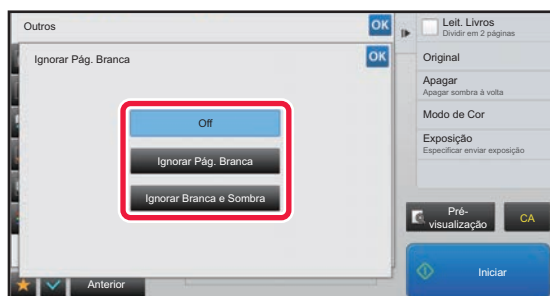 Outros
OK
Ignorar Pág. Branca
OK
Off
Ignorar Pág. Branca
Ignorar Branca e Sombra
Anterior
Leit. Livros
Dividir em 2 páginas
Original
Apagar
Apagar sombra à volta
Modo de Cor
Exposição
Especificar enviar exposição
Pré-
visualização
CA
Iniciar